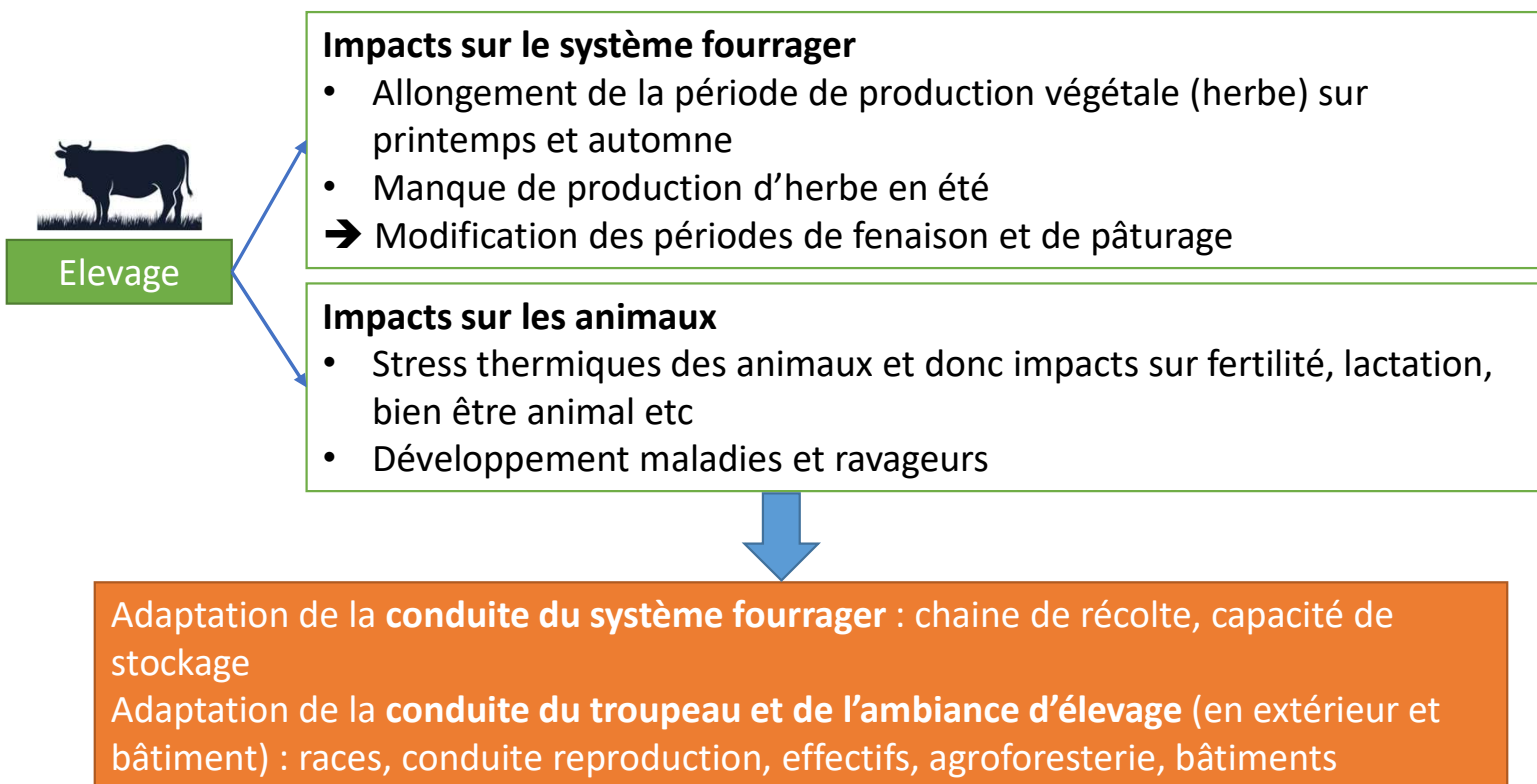 Impacts sur le système fourrager
• Allongement de la période de production végétale (herbe) sur
printemps et automne
• Manque de production d’herbe en été
➔ Modification des périodes de fenaison et de pâturage
Elevage
Impacts sur les animaux
• Stress thermiques des animaux et donc impacts sur fertilité, lactation,
bien être animal etc
• Développement maladies et ravageurs
Adaptation de la conduite du système fourrager : chaine de récolte, capacité de
stockage
Adaptation de la conduite du troupeau et de l’ambiance d’élevage (en extérieur et
bâtiment) : races, conduite reproduction, effectifs, agroforesterie, bâtiments